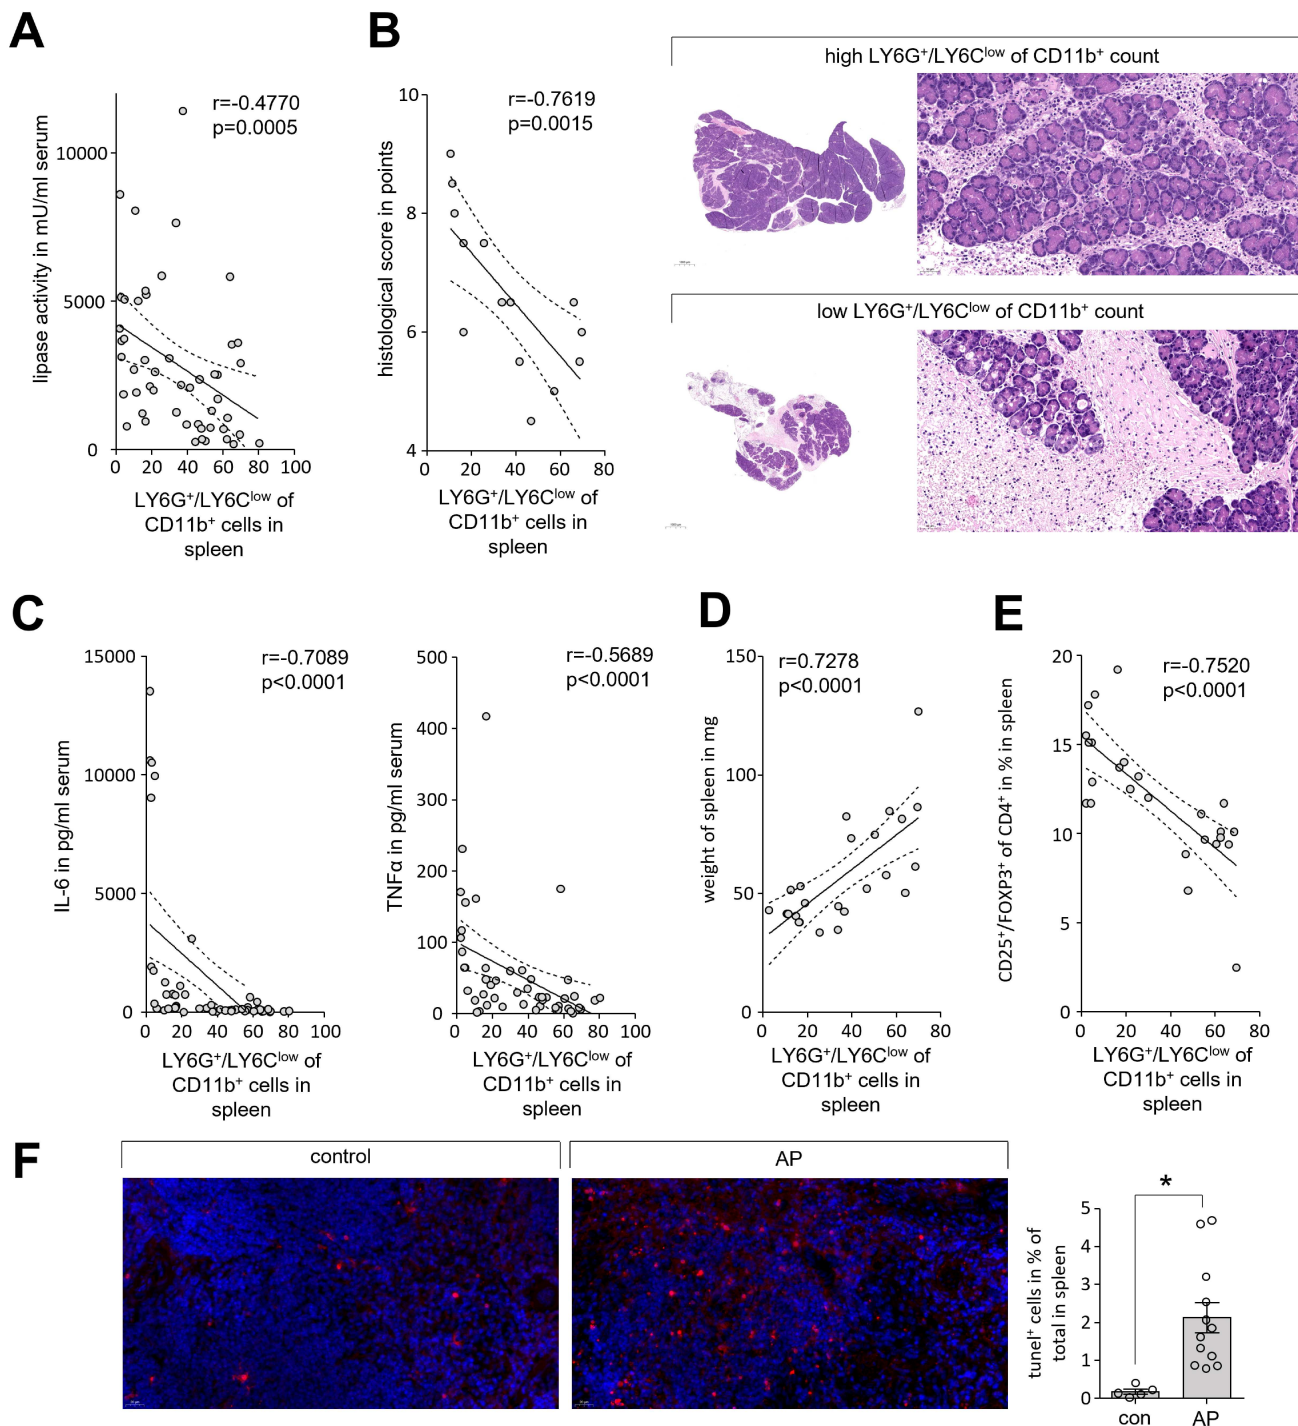 A
r=-0.4770
p=0.0005
lipase activity in mU/ml serum
10000
5000
0
0 20 40 60 80 100
LY6G⁺/LY6Cˡᵒʷ of
CD11b⁺ cells in
spleen
B
r=-0.7619
p=0.0015
histological score in points
10
8
6
4
0 20 40 60 80
LY6G⁺/LY6Cˡᵒʷ of
CD11b⁺ cells in
spleen
high LY6G⁺/LY6Cˡᵒʷ of CD11b⁺ count
low LY6G⁺/LY6Cˡᵒʷ of CD11b⁺ count
C
r=-0.7089
p<0.0001
IL-6 in pg/ml serum
15000
10000
5000
0
0 20 40 60 80 100
LY6G⁺/LY6Cˡᵒʷ of
CD11b⁺ cells in
spleen
r=-0.5689
p<0.0001
TNFα in pg/ml serum
500
400
300
200
100
0
0 20 40 60 80 100
LY6G⁺/LY6Cˡᵒʷ of
CD11b⁺ cells in
spleen
D
r=0.7278
p<0.0001
weight of spleen in mg
150
100
50
0
0 20 40 60 80
LY6G⁺/LY6Cˡᵒʷ of
CD11b⁺ cells in
spleen
E
r=-0.7520
p<0.0001
CD25⁺/FOXP3⁺ of CD4⁺ in % in spleen
20
15
10
5
0
0 20 40 60 80
LY6G⁺/LY6Cˡᵒʷ of
CD11b⁺ cells in
spleen
F
control
AP
*
tunel⁺ cells in % of
total in spleen
5
4
3
2
1
0
con AP